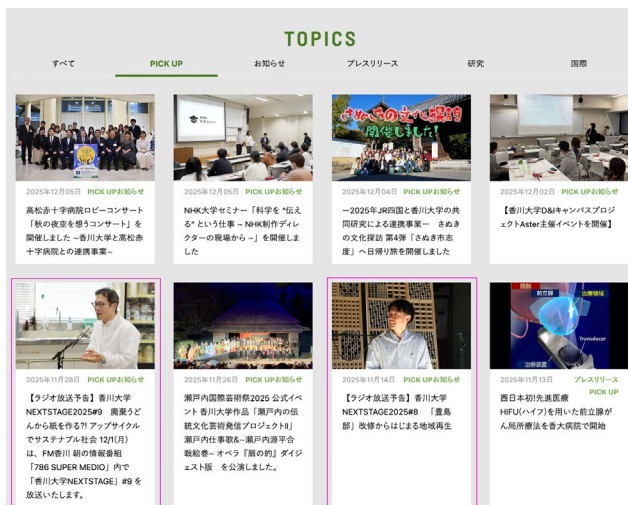 TOPICS
すべて
PICK UP
お知らせ
プレスリリース
研究
国際
さぬきの文化探訪
開催しました!
2025年12月05日 PICK UPお知らせ
高松赤十字病院ロビーコンサート
「秋の夜空を想うコンサート」を
開催しました ~香川大学と高松赤
十字病院との連携事業~
2025年12月05日 PICK UPお知らせ
NHK大学セミナー「科学を “伝え
る” という仕事 ~ NHK制作ディレ
クターの現場から ~」を開催しま
した
2025年12月04日 PICK UPお知らせ
ー2025年JR四国と香川大学の共
同研究による連携事業ー さぬき
の文化探訪 第4弾「さぬき市志
度」へ日帰り旅を開催しました
2025年12月02日 PICK UPお知らせ
【香川大学D&Iキャンパスプロジ
ェクトAster主催イベントを開催】
前立腺
治療領域
Transducer
治療装置
2025年11月28日 PICK UPお知らせ
【ラジオ放送予告】香川大学
NEXTSTAGE2025#9 廃棄うど
んから紙を作る?! アップサイクル
でサステナブル社会 12/1(月)
は、FM香川 朝の情報番組
「786 SUPER MEDIO」内で
「香川大学NEXTSTAGE」#9 を
放送いたします。
2025年11月26日 PICK UPお知らせ
瀬戸内国際芸術祭2025 公式イベ
ント 香川大学作品「瀬戸内の伝
統文化芸術発信プロジェクトII」
瀬戸内仕事歌&~瀬戸内源平合
戦絵巻~ オペラ『扇の的』ダイジ
ェスト版 を公演しました。
2025年11月14日 PICK UPお知らせ
【ラジオ放送予告】香川大学
NEXTSTAGE2025#8 「豊島
邸」改修からはじまる地域再生
2025年11月13日 プレスリリース
PICK UP
西日本初!先進医療
HIFU(ハイフ)を用いた前立腺が
ん局所療法を香大病院で開始